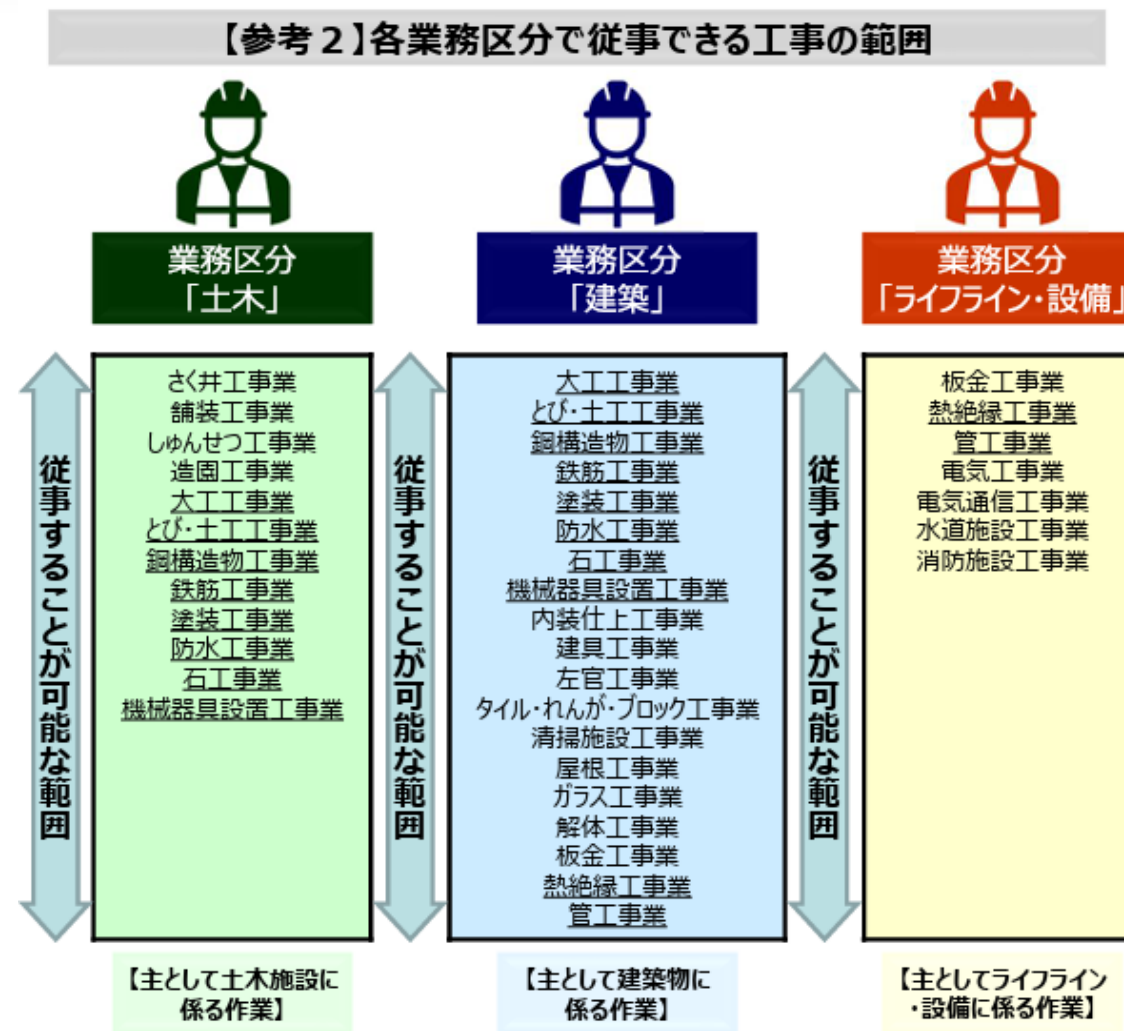 【参考２】各業務区分で従事できる工事の範囲
業務区分
「土木」
従事することが可能な範囲
さく井工事業
舗装工事業
しゅんせつ工事業
造園工事業
大工工事業
とび・土工工事業
鋼構造物工事業
鉄筋工事業
塗装工事業
防水工事業
石工事業
機械器具設置工事業
【主として土木施設に
係る作業】
業務区分
「建築」
従事することが可能な範囲
大工工事業
とび・土工工事業
鋼構造物工事業
鉄筋工事業
塗装工事業
防水工事業
石工事業
機械器具設置工事業
内装仕上工事業
建具工事業
左官工事業
タイル・れんが・ブロック工事業
清掃施設工事業
屋根工事業
ガラス工事業
解体工事業
板金工事業
熱絶縁工事業
管工事業
【主として建築物に
係る作業】
業務区分
「ライフライン・設備」
従事することが可能な範囲
板金工事業
熱絶縁工事業
管工事業
電気工事業
電気通信工事業
水道施設工事業
消防施設工事業
【主としてライフライン
・設備に係る作業】